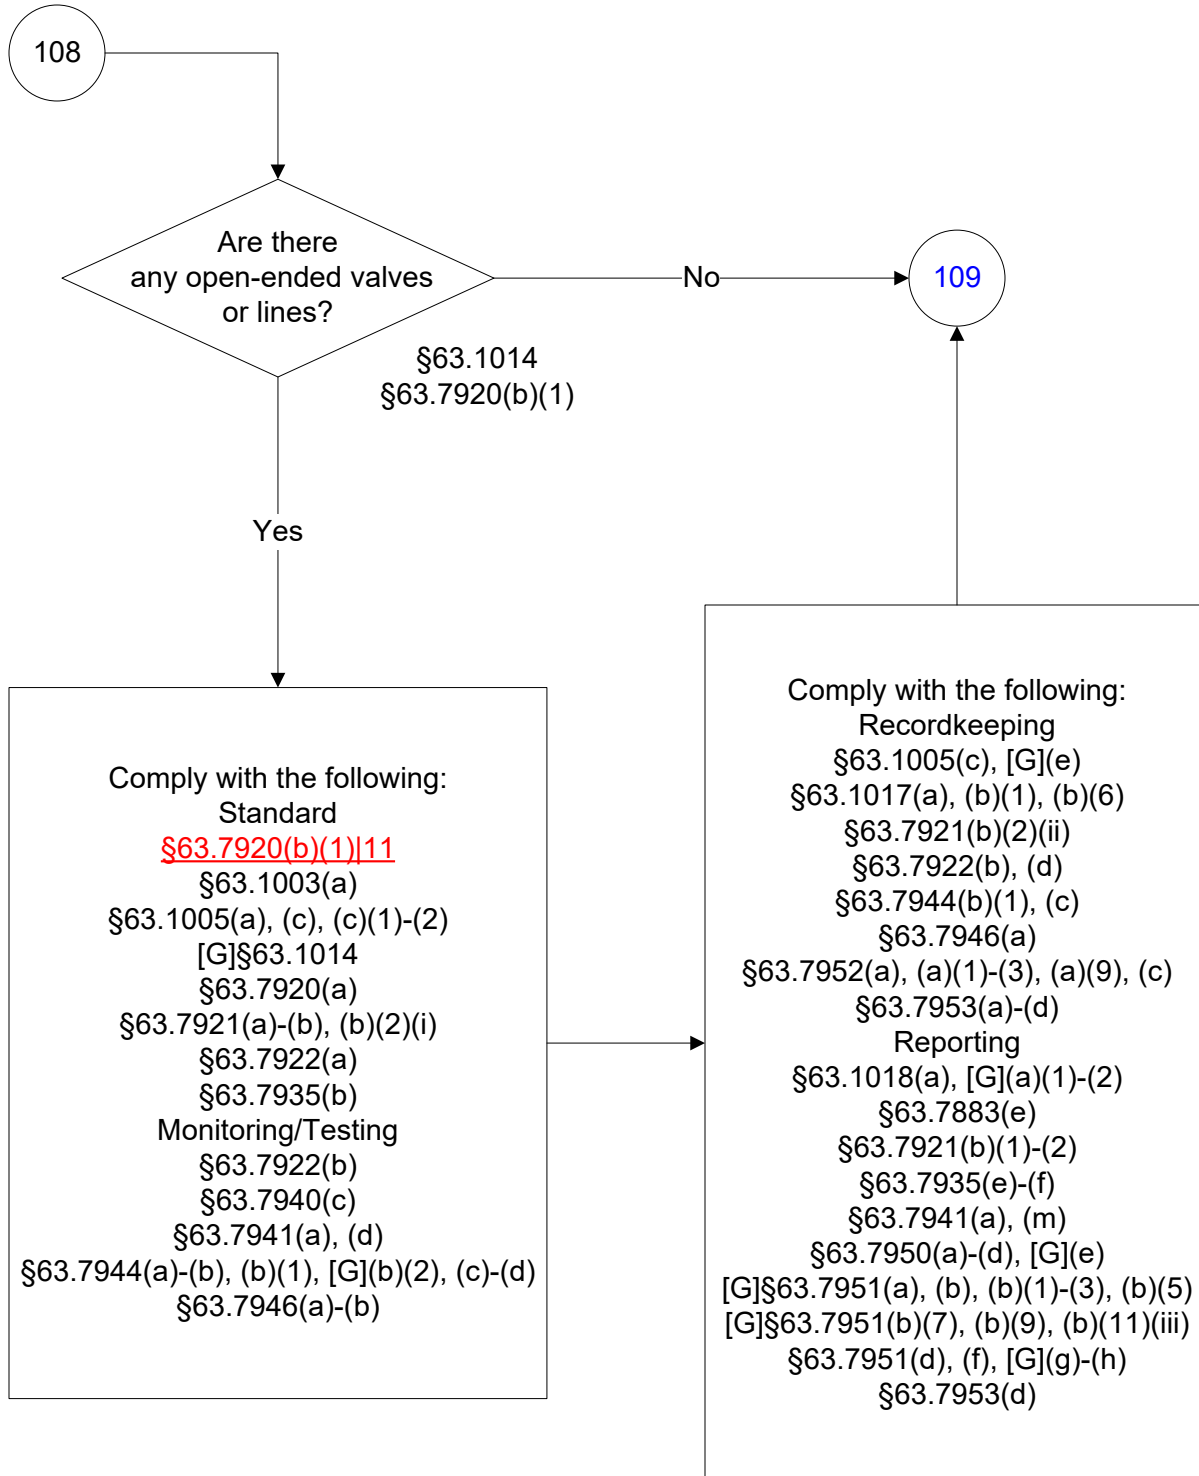 108
Are there
any open-ended valves
or lines?
No
109
§63.1014
§63.7920(b)(1)
Yes
Comply with the following:
Standard
§63.7920(b)(1)|11
§63.1003(a)
§63.1005(a), (c), (c)(1)-(2)
[G]§63.1014
§63.7920(a)
§63.7921(a)-(b), (b)(2)(i)
§63.7922(a)
§63.7935(b)
Monitoring/Testing
§63.7922(b)
§63.7940(c)
§63.7941(a), (d)
§63.7944(a)-(b), (b)(1), [G](b)(2), (c)-(d)
§63.7946(a)-(b)
Comply with the following:
Recordkeeping
§63.1005(c), [G](e)
§63.1017(a), (b)(1), (b)(6)
§63.7921(b)(2)(ii)
§63.7922(b), (d)
§63.7944(b)(1), (c)
§63.7946(a)
§63.7952(a), (a)(1)-(3), (a)(9), (c)
§63.7953(a)-(d)
Reporting
§63.1018(a), [G](a)(1)-(2)
§63.7883(e)
§63.7921(b)(1)-(2)
§63.7935(e)-(f)
§63.7941(a), (m)
§63.7950(a)-(d), [G](e)
[G]§63.7951(a), (b), (b)(1)-(3), (b)(5)
[G]§63.7951(b)(7), (b)(9), (b)(11)(iii)
§63.7951(d), (f), [G](g)-(h)
§63.7953(d)